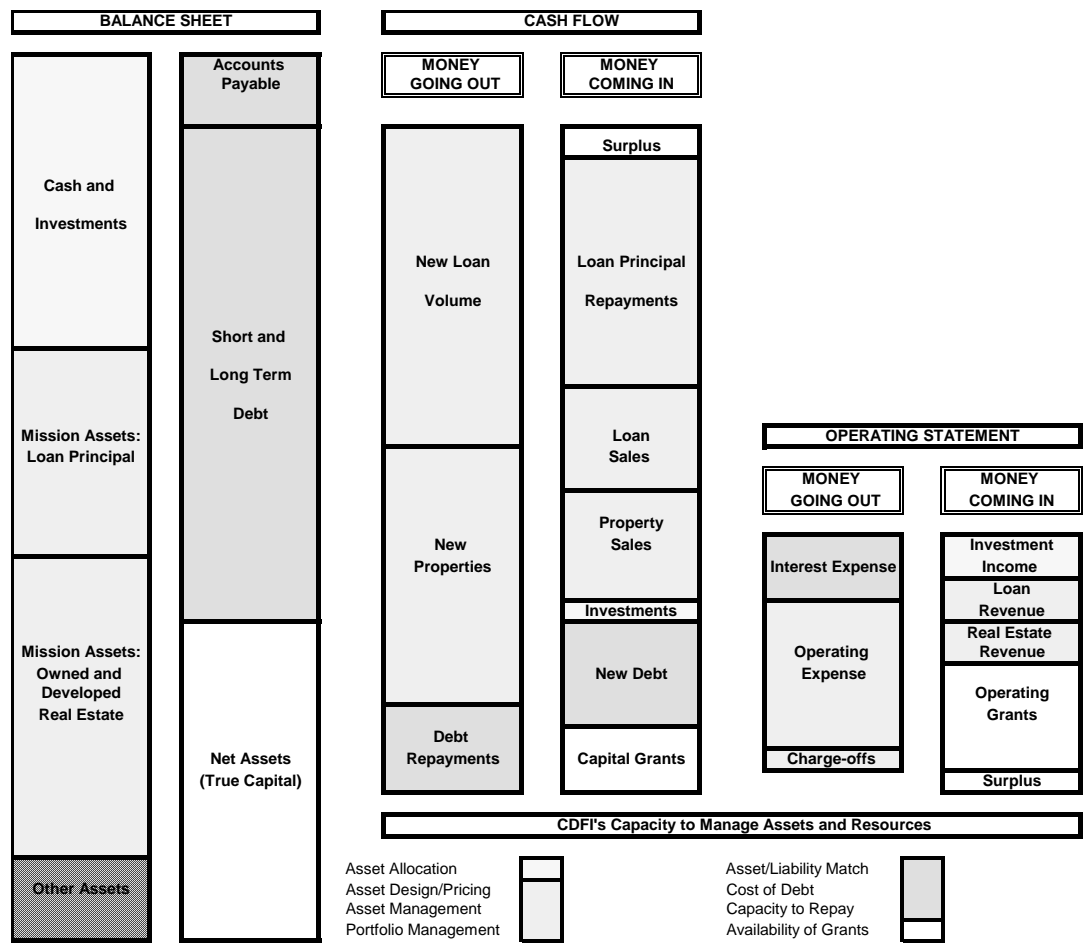 BALANCE SHEET
Cash and
Investments
Mission Assets:
Loan Principal
Mission Assets:
Owned and
Developed
Real Estate
Other Assets
Accounts
Payable
Short and
Long Term
Debt
Net Assets
(True Capital)
CASH FLOW
MONEY
GOING OUT
New Loan
Volume
New
Properties
Debt
Repayments
MONEY
COMING IN
Surplus
Loan Principal
Repayments
Loan
Sales
Property
Sales
Investments
New Debt
Capital Grants
OPERATING STATEMENT
MONEY
GOING OUT
Interest Expense
Operating
Expense
Charge-offs
MONEY
COMING IN
Investment
Income
Loan
Revenue
Real Estate
Revenue
Operating
Grants
Surplus
CDFI's Capacity to Manage Assets and Resources
Asset Allocation
Asset Design/Pricing
Asset Management
Portfolio Management
Asset/Liability Match
Cost of Debt
Capacity to Repay
Availability of Grants